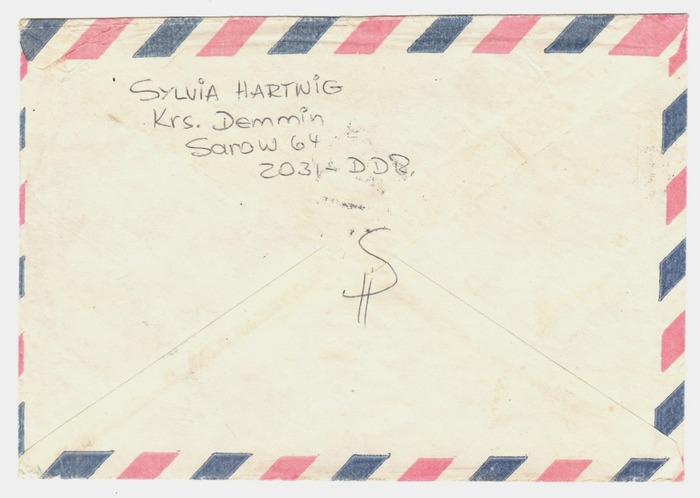 SYLVIA HARTWIG
Krs. Demmin
Sarow 64
2031 - DDR.